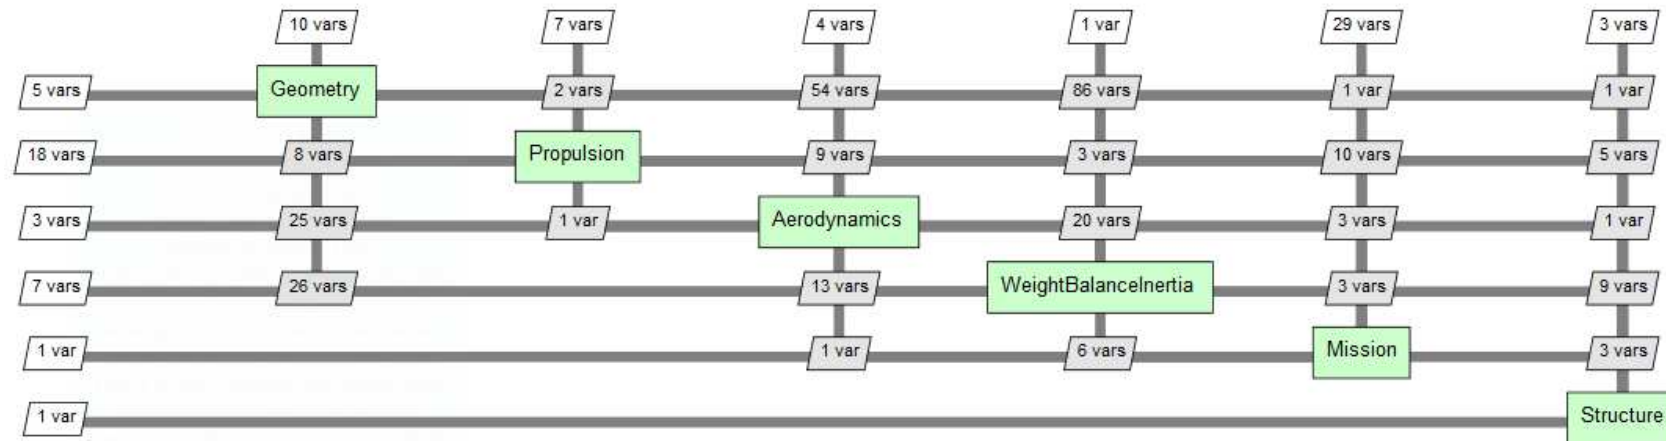 10 vars 7 vars 4 vars 1 var 29 vars 3 vars
5 vars Geometry 2 vars 54 vars 86 vars 1 var 1 var
18 vars 8 vars Propulsion 9 vars 3 vars 10 vars 5 vars
3 vars 25 vars 1 var Aerodynamics 20 vars 3 vars 1 var
7 vars 26 vars 13 vars WeightBalanceInertia 3 vars 9 vars
1 var 1 var 6 vars Mission 3 vars
1 var Structure